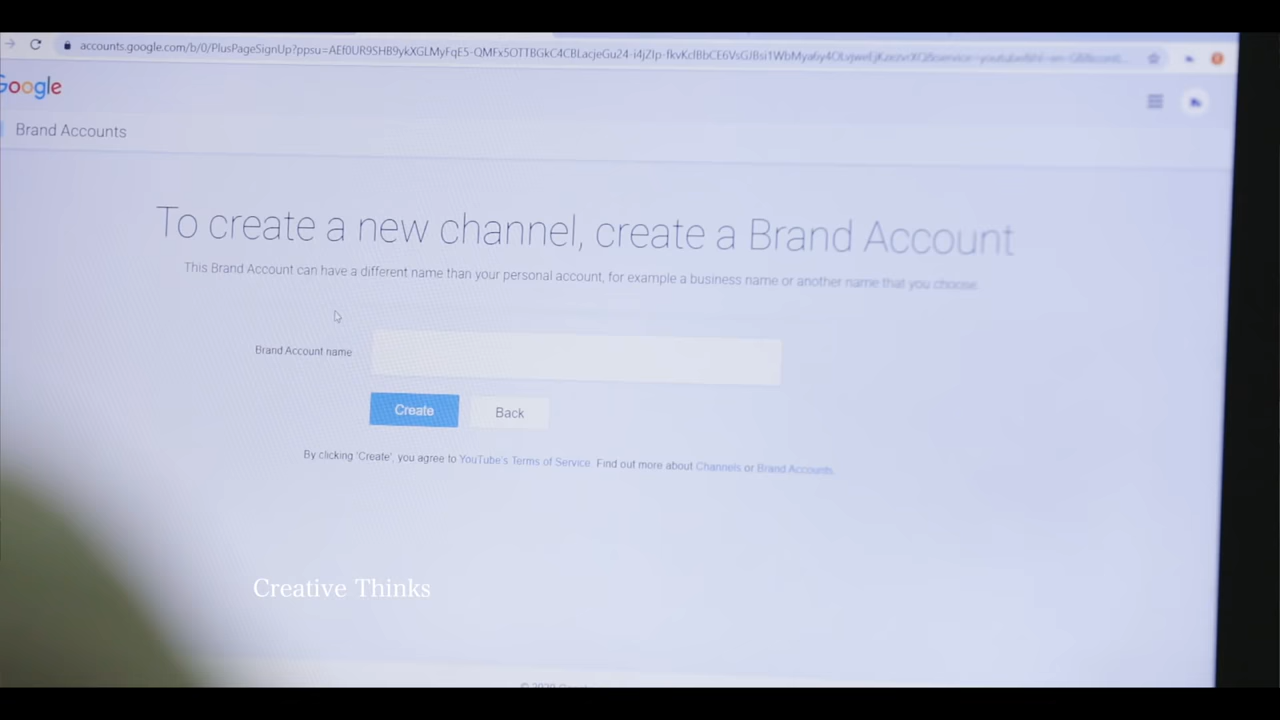 accounts.google.com/b/0/PlusPageSignUp?ppsu=
Google
Brand Accounts
To create a new channel, create a Brand Account
This Brand Account can have a different name than your personal account, for example a business name or another name that you choose.
Brand Account name
Create
Back
By clicking 'Create', you agree to YouTube's Terms of Service. Find out more about Channels or Brand Accounts.
Creative Thinks